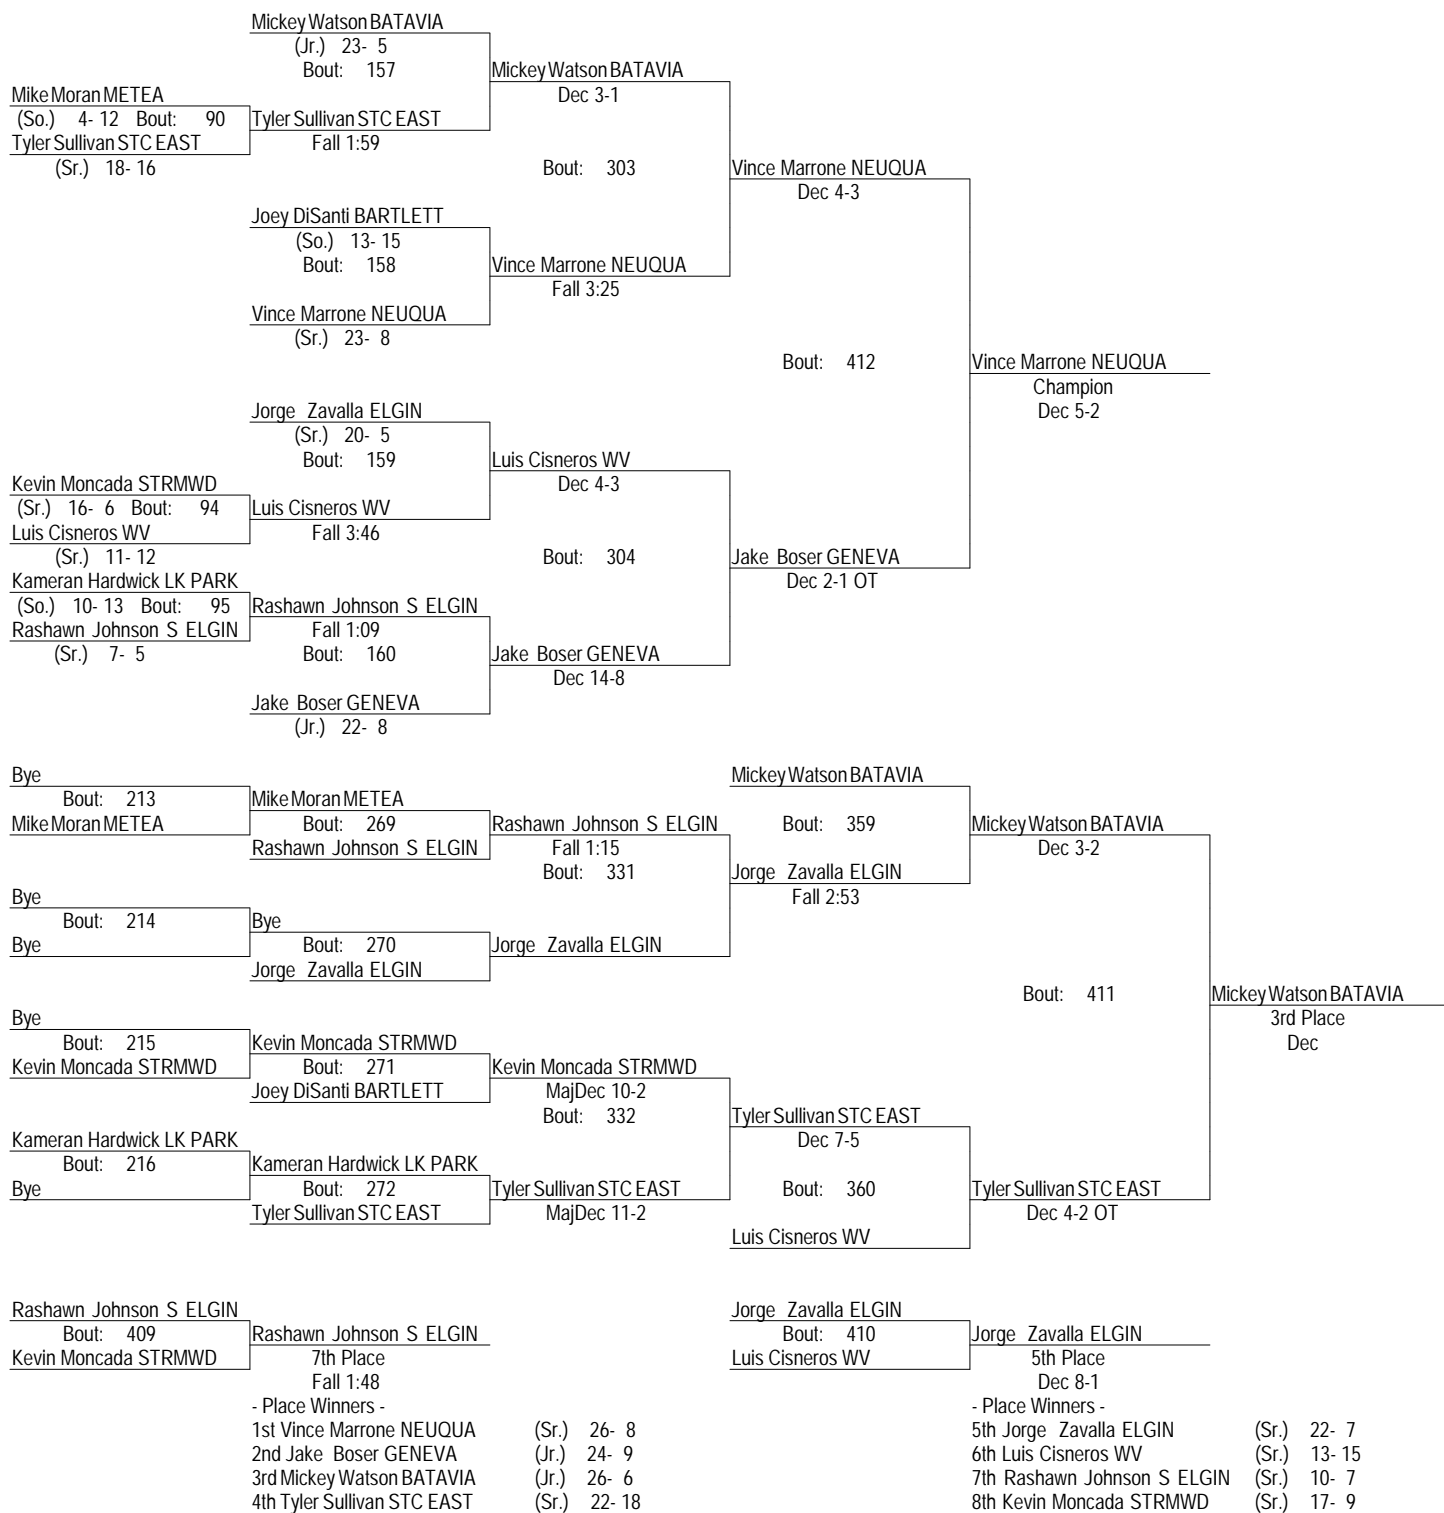 Mickey Watson BATAVIA
(Jr.) 23- 5
Bout: 157
Mickey Watson BATAVIA
Dec 3-1
Mike Moran METEA
(So.) 4- 12 Bout: 90
Tyler Sullivan STC EAST
Tyler Sullivan STC EAST
Fall 1:59
(Sr.) 18- 16
Bout: 303
Vince Marrone NEUQUA
Dec 4-3
Joey DiSanti BARTLETT
(So.) 13- 15
Bout: 158
Vince Marrone NEUQUA
Fall 3:25
Vince Marrone NEUQUA
(Sr.) 23- 8
Bout: 412
Vince Marrone NEUQUA
Champion
Dec 5-2
Jorge Zavalla ELGIN
(Sr.) 20- 5
Bout: 159
Luis Cisneros WV
Dec 4-3
Kevin Moncada STRMWD
(Sr.) 16- 6 Bout: 94
Luis Cisneros WV
Luis Cisneros WV
Fall 3:46
(Sr.) 11- 12
Bout: 304
Jake Boser GENEVA
Dec 2-1 OT
Kameran Hardwick LK PARK
(So.) 10- 13 Bout: 95
Rashawn Johnson S ELGIN
Rashawn Johnson S ELGIN
Fall 1:09
(Sr.) 7- 5
Bout: 160
Jake Boser GENEVA
Dec 14-8
Jake Boser GENEVA
(Jr.) 22- 8
Bye
Bout: 213
Mike Moran METEA
Mike Moran METEA
Bout: 269
Rashawn Johnson S ELGIN
Rashawn Johnson S ELGIN
Fall 1:15
Bout: 331
Mickey Watson BATAVIA
Bout: 359
Mickey Watson BATAVIA
Dec 3-2
Jorge Zavalla ELGIN
Fall 2:53
Bye
Bout: 214
Bye
Bye
Bout: 270
Jorge Zavalla ELGIN
Jorge Zavalla ELGIN
Bout: 411
Mickey Watson BATAVIA
3rd Place
Dec
Bye
Bout: 215
Kevin Moncada STRMWD
Kevin Moncada STRMWD
Bout: 271
Joey DiSanti BARTLETT
Kevin Moncada STRMWD
MajDec 10-2
Bout: 332
Tyler Sullivan STC EAST
Dec 7-5
Kameran Hardwick LK PARK
Bout: 216
Bye
Kameran Hardwick LK PARK
Bout: 272
Tyler Sullivan STC EAST
Tyler Sullivan STC EAST
MajDec 11-2
Bout: 360
Luis Cisneros WV
Tyler Sullivan STC EAST
Dec 4-2 OT
Rashawn Johnson S ELGIN
Bout: 409
Kevin Moncada STRMWD
Rashawn Johnson S ELGIN
7th Place
Fall 1:48
Jorge Zavalla ELGIN
Bout: 410
Luis Cisneros WV
Jorge Zavalla ELGIN
5th Place
Dec 8-1
- Place Winners -
1st Vince Marrone NEUQUA (Sr.) 26- 8
2nd Jake Boser GENEVA (Jr.) 24- 9
3rd Mickey Watson BATAVIA (Jr.) 26- 6
4th Tyler Sullivan STC EAST (Sr.) 22- 18
- Place Winners -
5th Jorge Zavalla ELGIN (Sr.) 22- 7
6th Luis Cisneros WV (Sr.) 13- 15
7th Rashawn Johnson S ELGIN (Sr.) 10- 7
8th Kevin Moncada STRMWD (Sr.) 17- 9